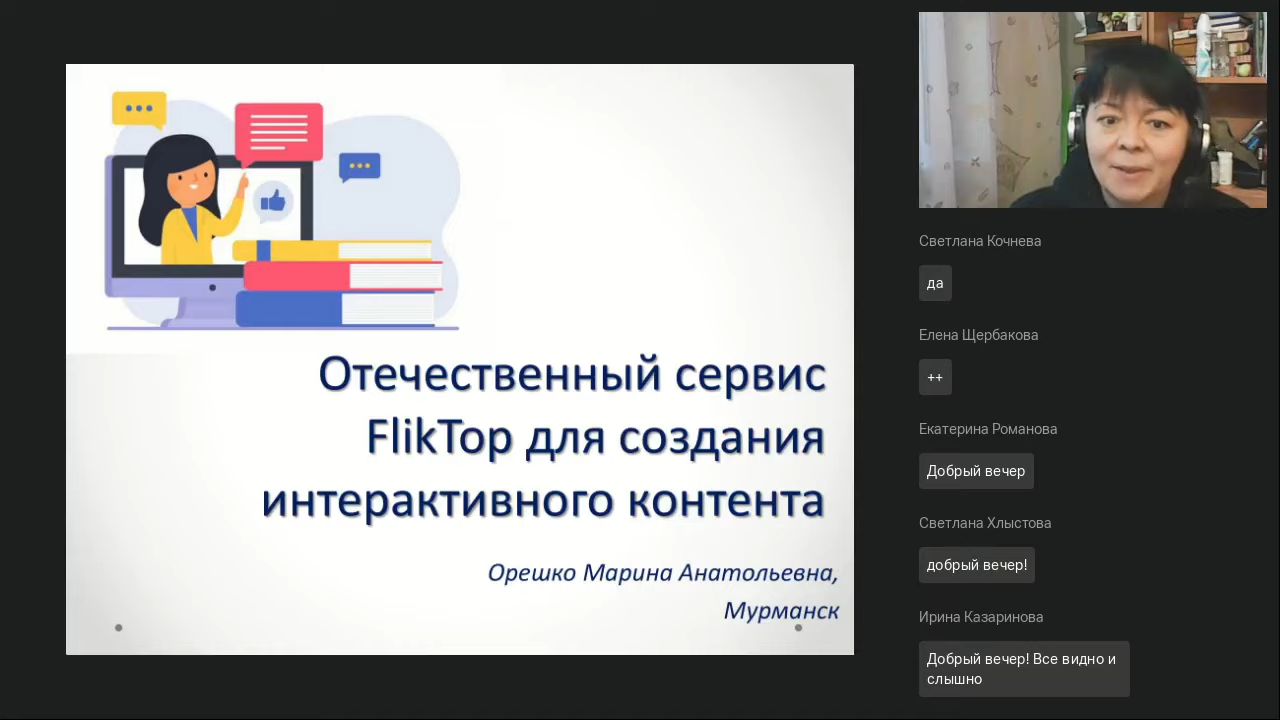 Отечественный сервис
FlikTop для создания
интерактивного контента
Орешко Марина Анатольевна,
Мурманск
Светлана Кочнева
да
Елена Щербакова
++
Екатерина Романова
Добрый вечер
Светлана Хлыстова
добрый вечер!
Ирина Казаринова
Добрый вечер! Все видно и
слышно